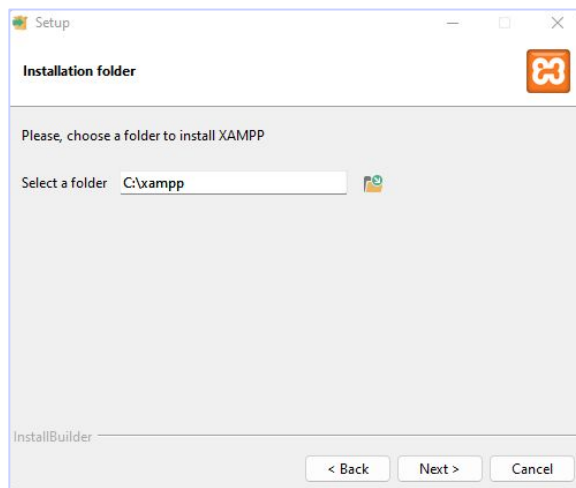 Setup
Installation folder
Please, choose a folder to install XAMPP
Select a folder C:\xampp
InstallBuilder
< Back Next > Cancel